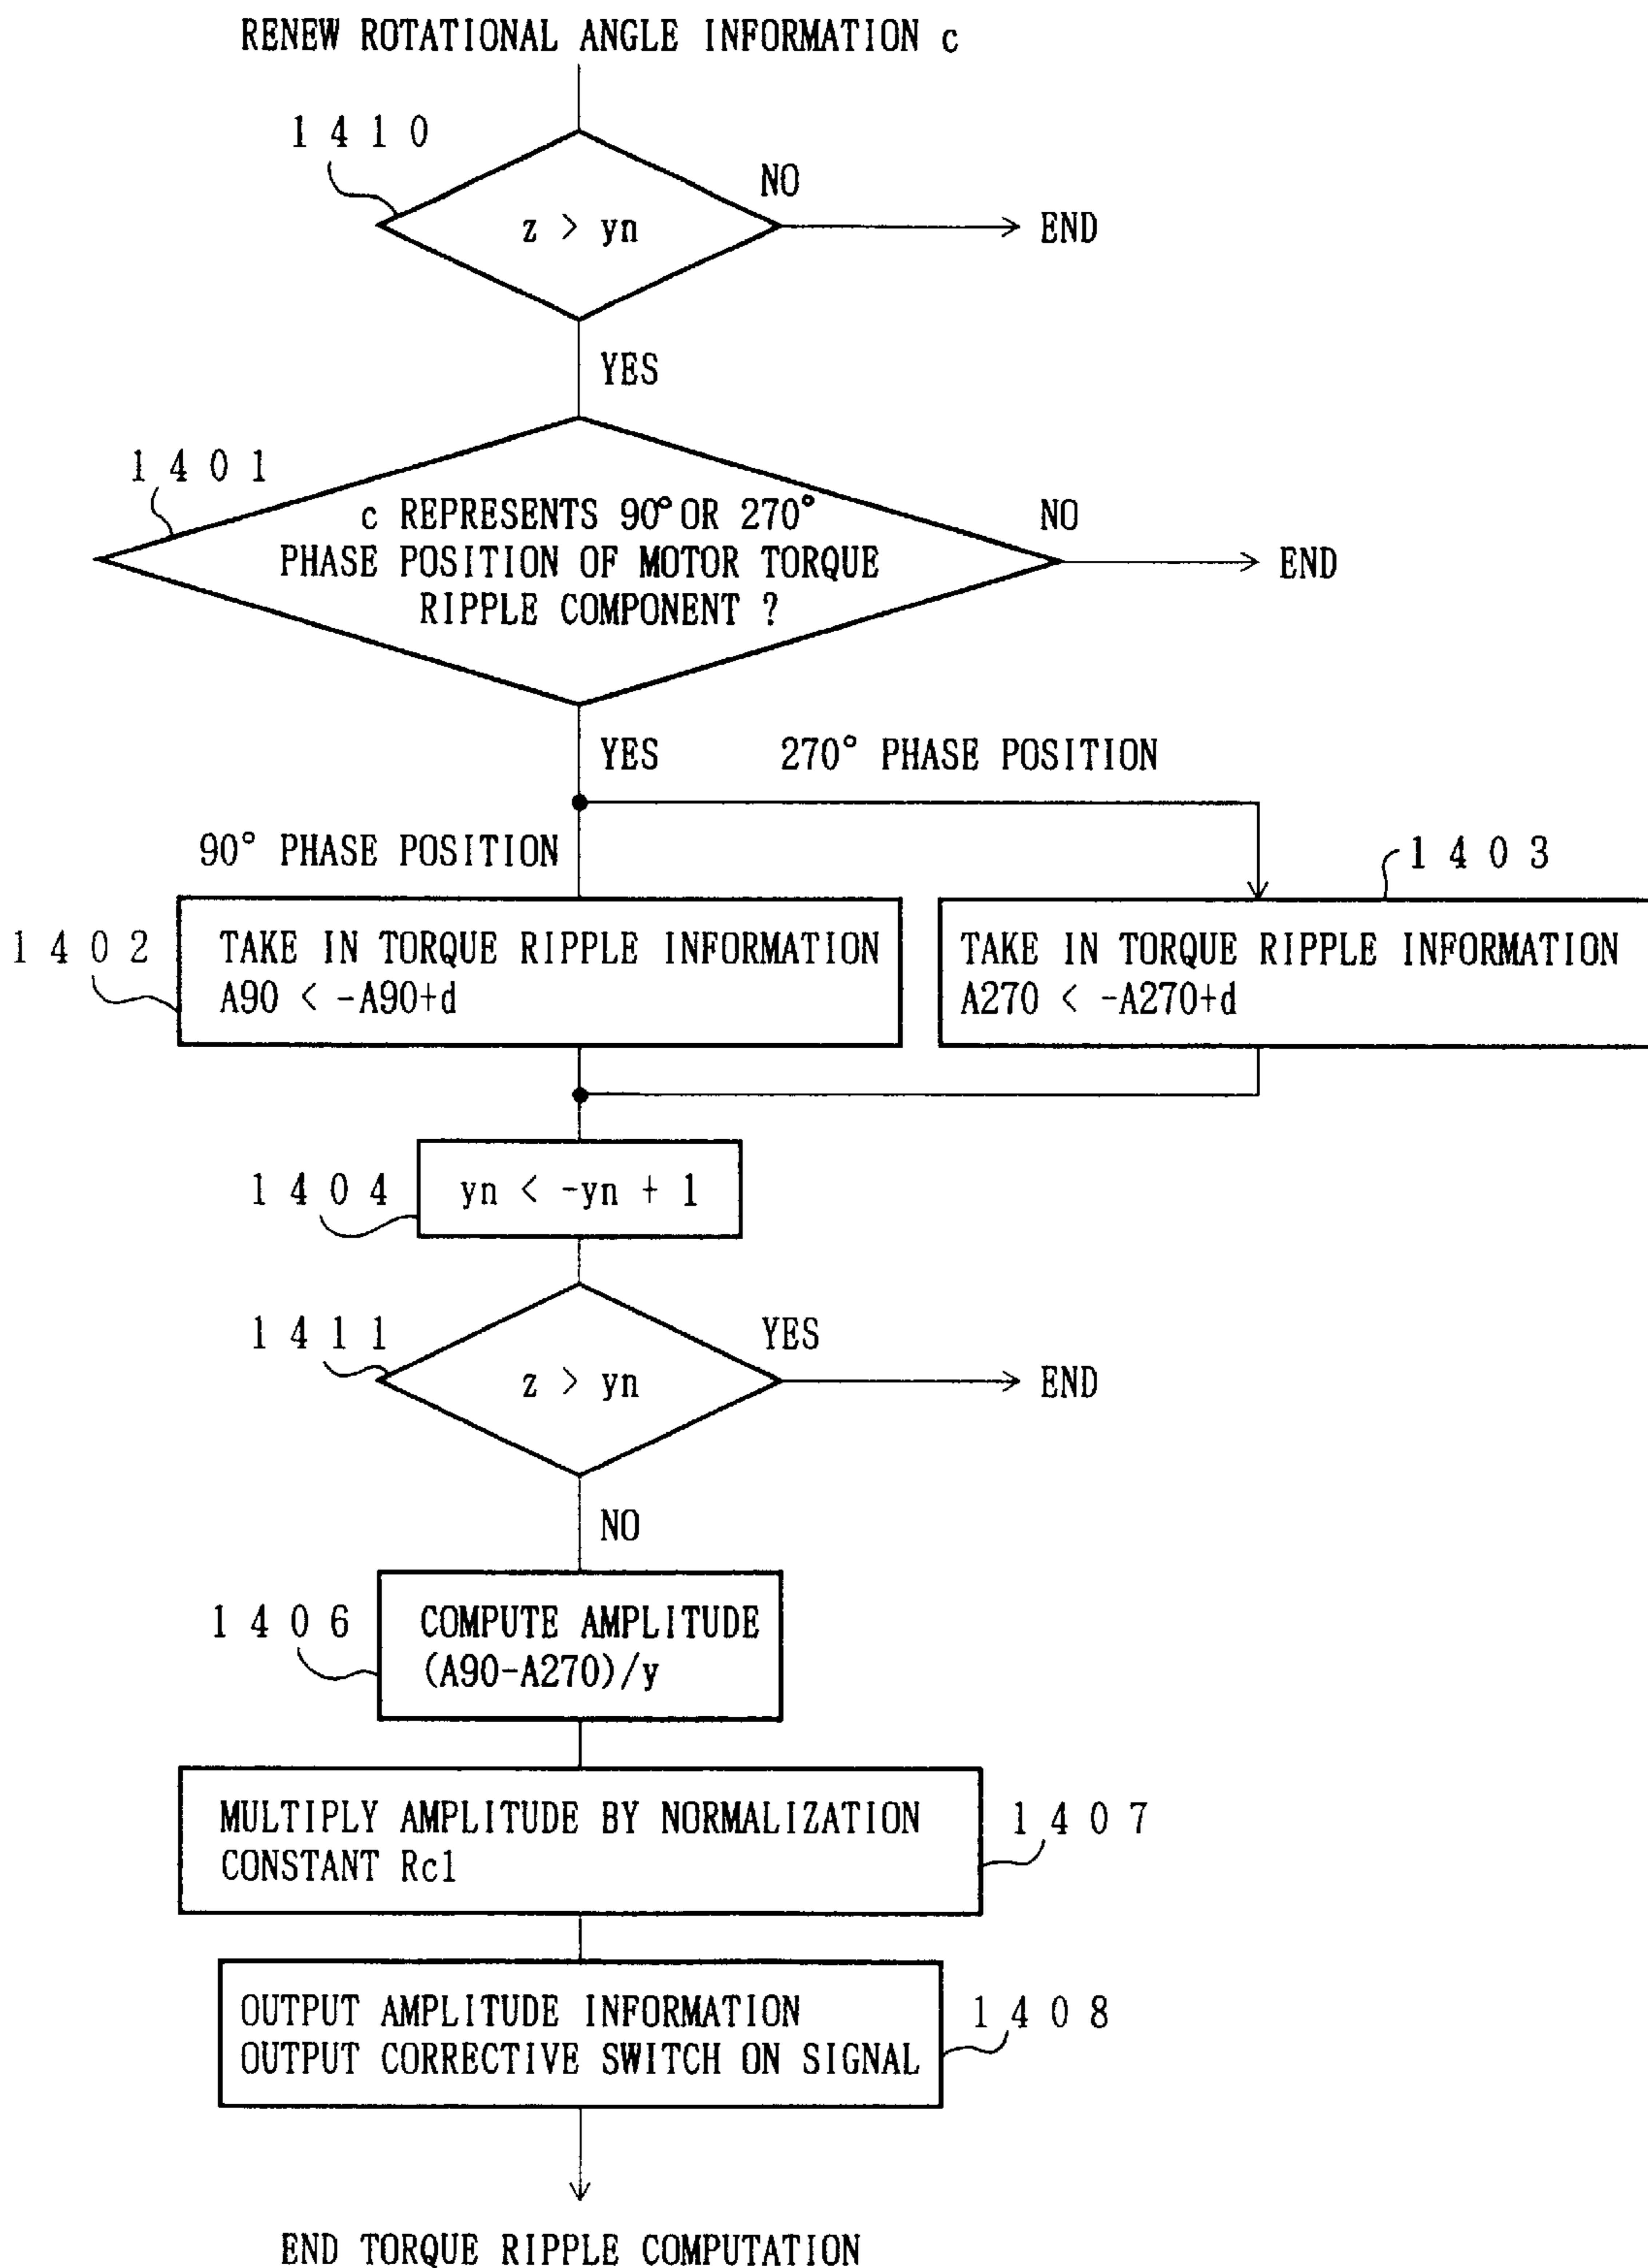 RENEW ROTATIONAL ANGLE INFORMATION c
1410
NO
z > yn
END
YES
1401
c REPRESENTS 90° OR 270°
PHASE POSITION OF MOTOR TORQUE
RIPPLE COMPONENT ?
NO
END
YES
270° PHASE POSITION
90° PHASE POSITION
1403
1402
TAKE IN TORQUE RIPPLE INFORMATION
A90 < -A90+d
TAKE IN TORQUE RIPPLE INFORMATION
A270 < -A270+d
1404
yn < -yn + 1
1411
YES
z > yn
END
NO
1406
COMPUTE AMPLITUDE
(A90-A270)/y
MULTIPLY AMPLITUDE BY NORMALIZATION
CONSTANT Rc1
1407
OUTPUT AMPLITUDE INFORMATION
OUTPUT CORRECTIVE SWITCH ON SIGNAL
1408
END TORQUE RIPPLE COMPUTATION